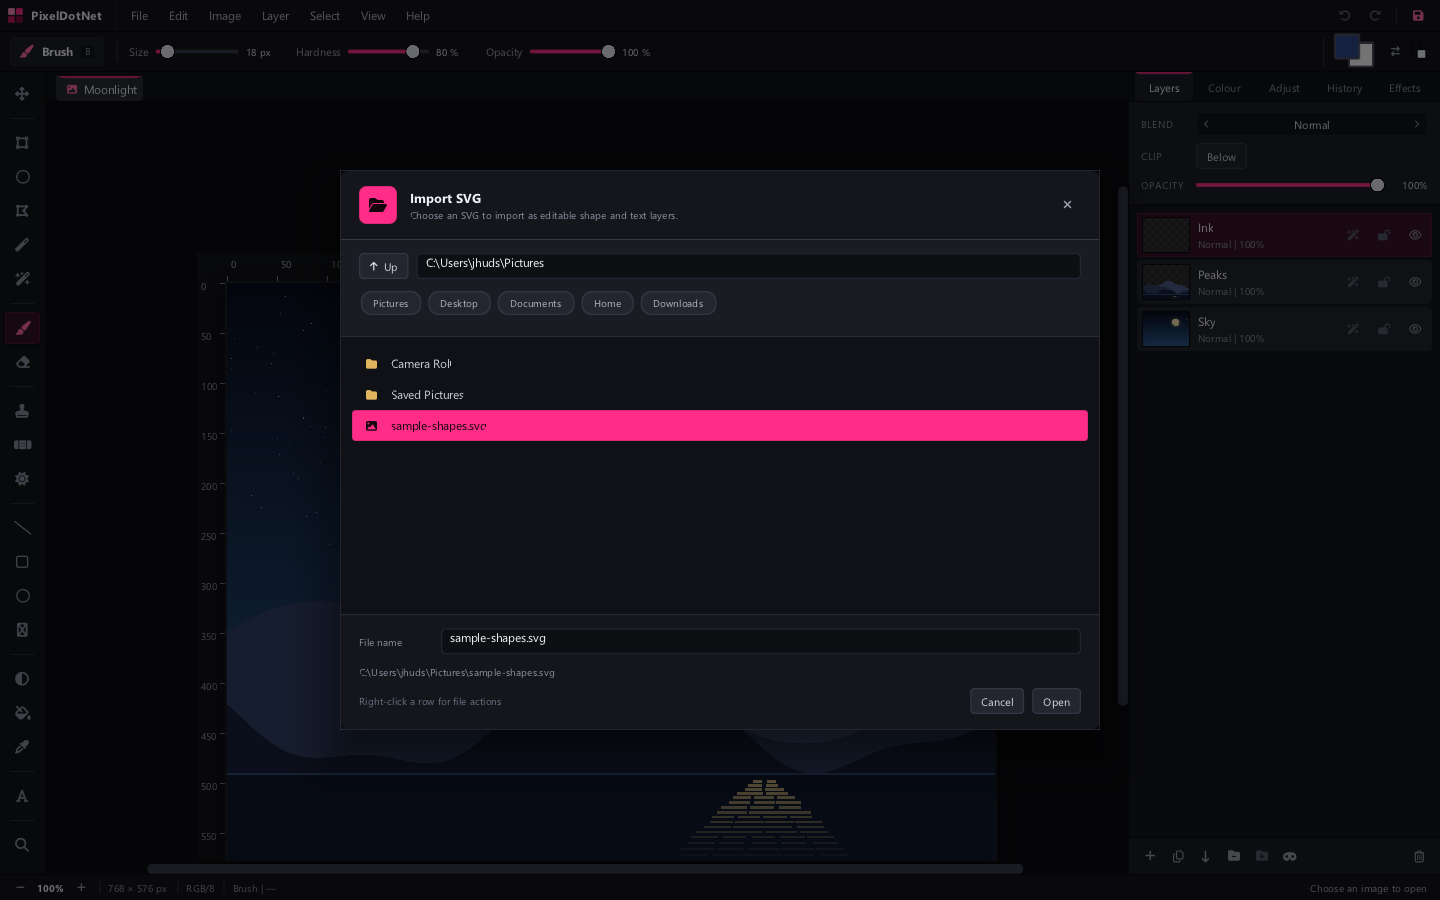 PixelDotNet File Edit Image Layer Select View Help
Brush B Size 18 px Hardness 80 % Opacity 100 %
Moonlight
Layers Colour Adjust History Effects
BLEND Normal
CLIP Below
OPACITY 100%
Ink
Normal | 100%
Peaks
Normal | 100%
Sky
Normal | 100%
0 50 10
0
50
100
150
200
250
300
350
400
450
500
550
Import SVG
Choose an SVG to import as editable shape and text layers.
Up C:\Users\jhuds\Pictures
Pictures Desktop Documents Home Downloads
Camera Roll
Saved Pictures
sample-shapes.svg
File name sample-shapes.svg
C:\Users\jhuds\Pictures\sample-shapes.svg
Right-click a row for file actions Cancel Open
A
100% 768 × 576 px RGB/8 Brush | — Choose an image to open